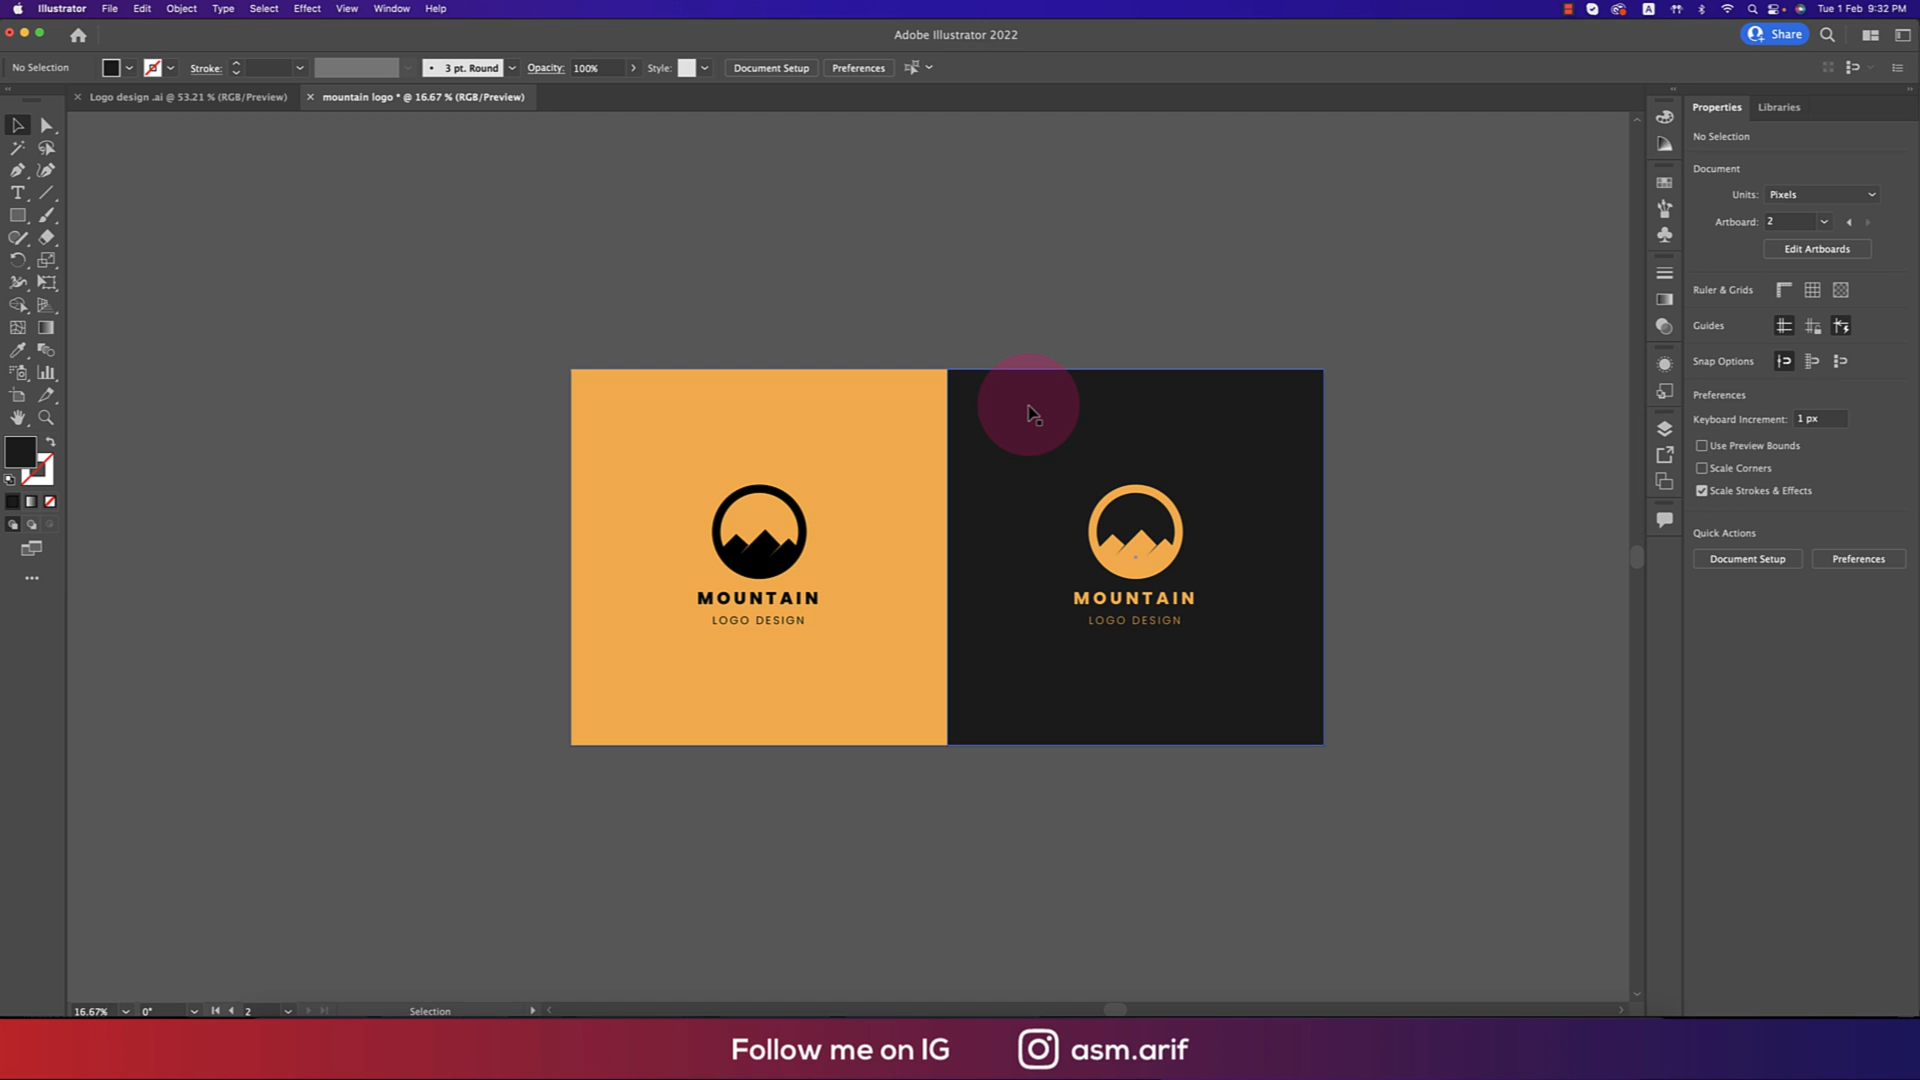 Illustrator File Edit Object Type Select Effect View Window Help
A Tue 1 Feb 9:32 PM
Adobe Illustrator 2022
Share
No Selection Stroke: 3 pt. Round Opacity: 100% Style: Document Setup Preferences
Logo design .ai @ 53.21 % (RGB/Preview) mountain logo * @ 16.67 % (RGB/Preview)
Properties Libraries
No Selection
Document
Units: Pixels
Artboard: 2
Edit Artboards
Ruler & Grids
Guides
Snap Options
Preferences
Keyboard Increment: 1 px
Use Preview Bounds
Scale Corners
Scale Strokes & Effects
Quick Actions
Document Setup Preferences
MOUNTAIN
LOGO DESIGN
MOUNTAIN
LOGO DESIGN
16.67% 0° 2 Selection
Follow me on IG asm.arif